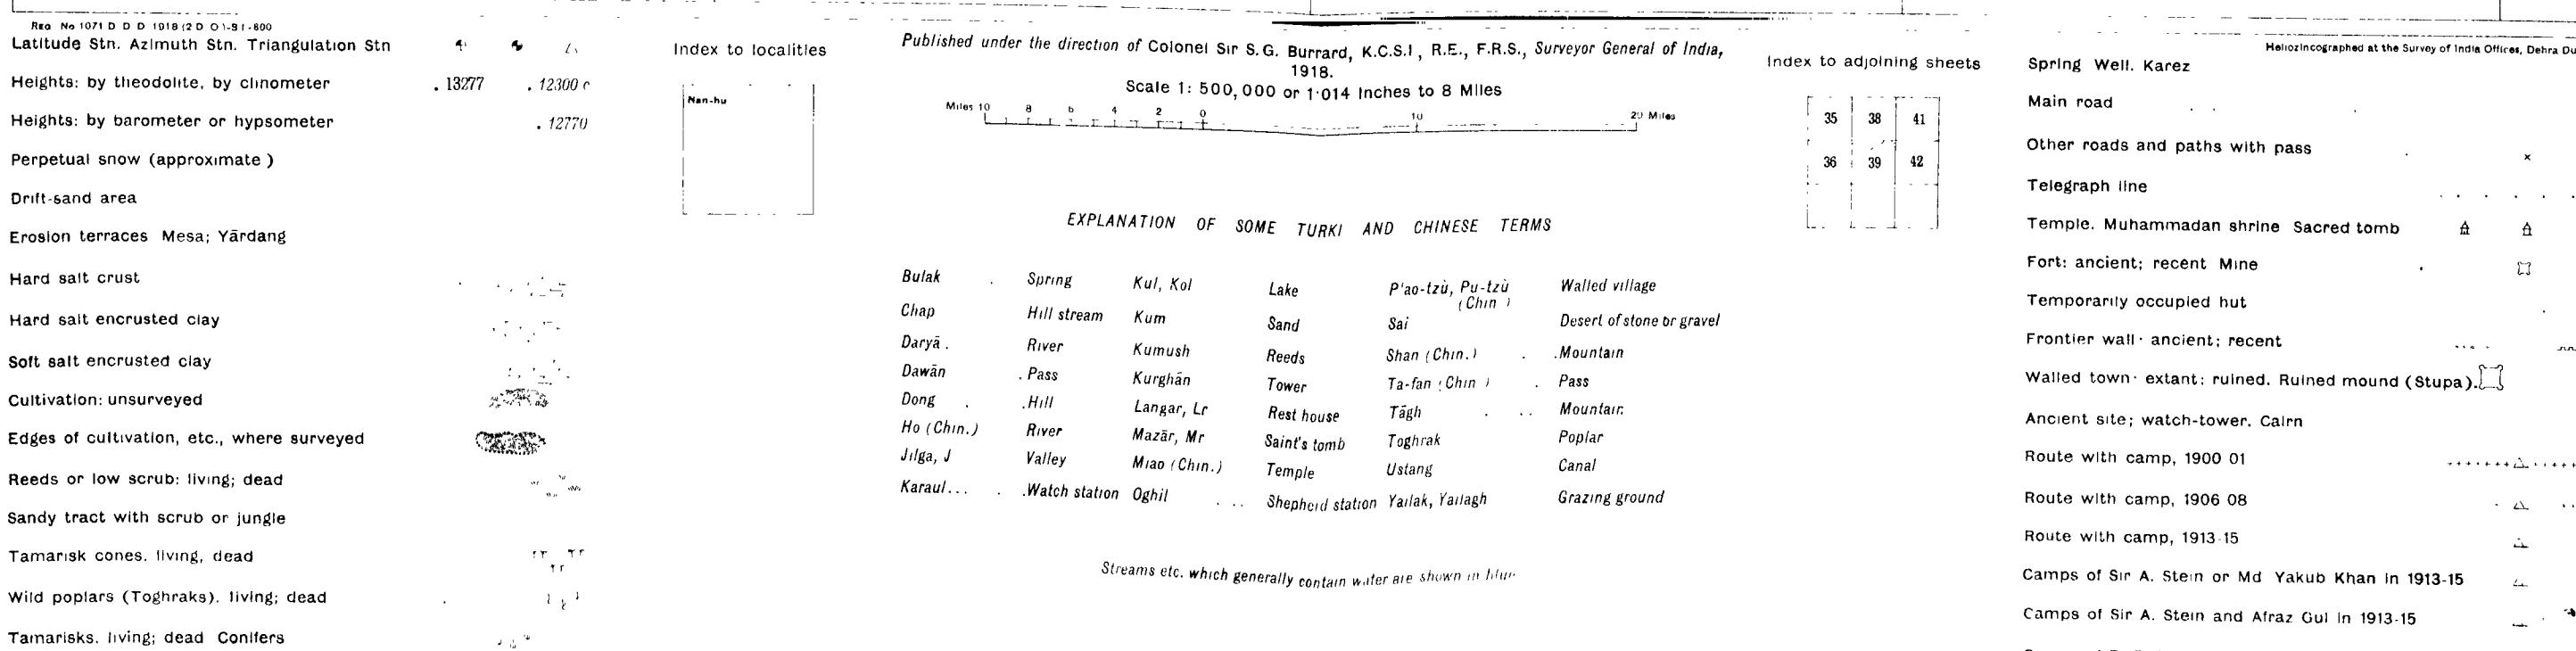 REG No 1071 D D D 1918 (2 D O)-91-600
Latitude Stn. Azimuth Stn. Triangulation Stn
Heights: by theodolite, by clinometer . 13277 . 12300 c
Heights: by barometer or hypsometer . 12770
Perpetual snow (approximate)
Drift-sand area
Erosion terraces Mesa; Yārdang
Hard salt crust
Hard salt encrusted clay
Soft salt encrusted clay
Cultivation: unsurveyed
Edges of cultivation, etc., where surveyed
Reeds or low scrub: living; dead
Sandy tract with scrub or jungle
Tamarisk cones. living, dead
Wild poplars (Toghraks). living; dead
Tamarisks. living; dead Conifers
Index to localities
Nan-hu
Published under the direction of Colonel Sir S.G. Burrard, K.C.S.I, R.E., F.R.S., Surveyor General of India,
1918.
Scale 1: 500,000 or 1·014 Inches to 8 Miles
Miles 10 8 6 4 2 0 10 20 Miles
EXPLANATION OF SOME TURKI AND CHINESE TERMS
Bulak . Spring Kul, Kol Lake P'ao-tzù, Pu-tzù (Chin) Walled village
Chap Hill stream Kum Sand Sai Desert of stone or gravel
Daryā . River Kumush Reeds Shan (Chin.) . .Mountain
Dawān . Pass Kurghān Tower Ta-fan (Chin) . Pass
Dong . .Hill Langar, Lr Rest house Tāgh . .. Mountain
Ho (Chin.) River Mazār, Mr Saint's tomb Toghrak Poplar
Jilga, J Valley Miao (Chin.) Temple Ustang Canal
Karaul... . .Watch station Oghil . .. Shepherd station Yailak, Yailagh Grazing ground
Streams etc. which generally contain water are shown in blue
Index to adjoining sheets
35 38 41
36 39 42
Heliozincographed at the Survey of India Offices, Dehra Du
Spring Well. Karez
Main road
Other roads and paths with pass
Telegraph line
Temple. Muhammadan shrine Sacred tomb
Fort: ancient; recent Mine
Temporarily occupied hut
Frontier wall· ancient; recent
Walled town· extant; ruined. Ruined mound (Stupa).
Ancient site; watch-tower. Cairn
Route with camp, 1900 01
Route with camp, 1906 08
Route with camp, 1913-15
Camps of Sir A. Stein or Md Yakub Khan in 1913-15
Camps of Sir A. Stein and Afraz Gul in 1913-15